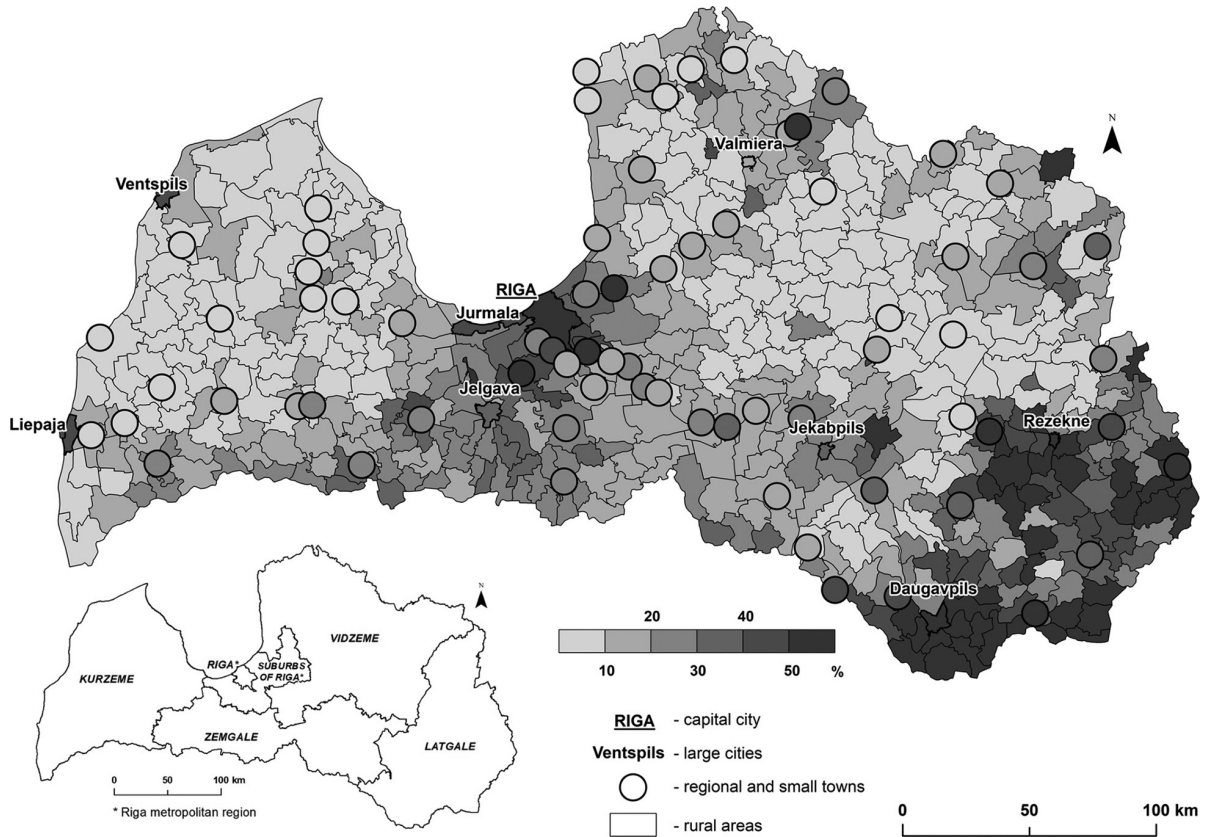 N
Valmiera
Ventspils
RIGA
Jurmala
Jelgava
Liepaja
Jekabpils
Rezekne
Daugavpils
20 40
10 30 50 %
RIGA - capital city
Ventspils - large cities
- regional and small towns
- rural areas
0 50 100 km
N
VIDZEME
RIGA*
SUBURBS
OF RIGA*
KURZEME
ZEMGALE
LATGALE
0 50 100 km
* Riga metropolitan region